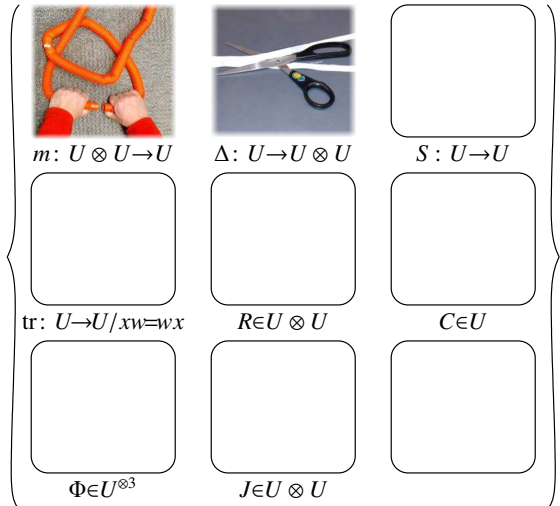 m: U ⊗ U→U
Δ: U→U ⊗ U
S : U→U
tr: U→U/xw=wx
R∈U ⊗ U
C∈U
Φ∈U⊗3
J∈U ⊗ U